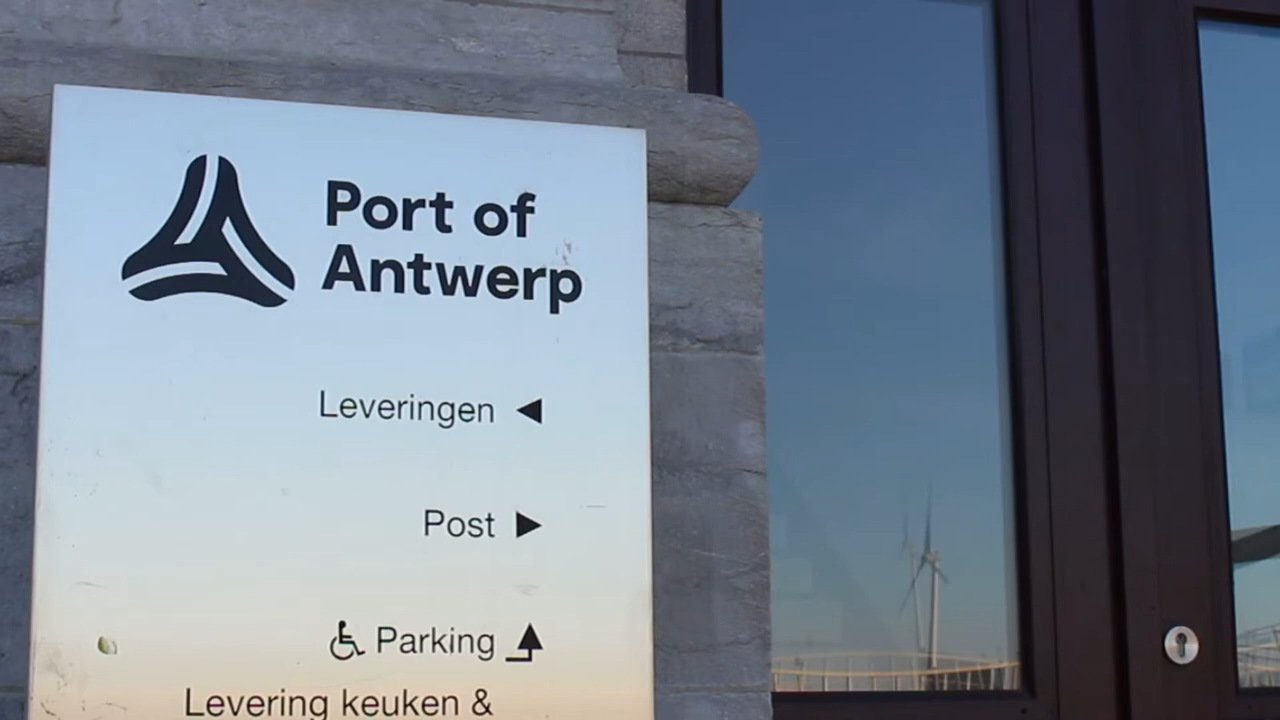 Port of
Antwerp
Leveringen
Post
Parking
Levering keuken &